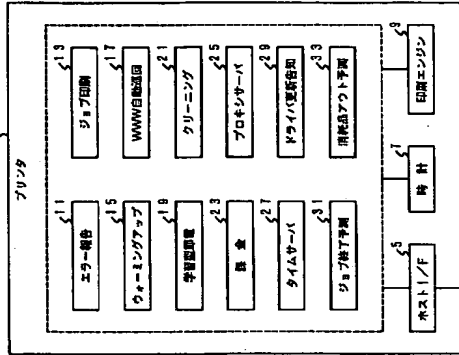 プリンタ
11
エラー報告
13
ジョブ印刷
15
ウォーミングアップ
17
WWW自動巡回
19
学習型節電
21
クリーニング
23
課金
25
プロキシサーバ
27
タイムサーバ
29
ドライバ更新告知
31
ジョブ終了予測
33
消耗品アウト予測
5
ホストI/F
7
時計
9
印刷エンジン